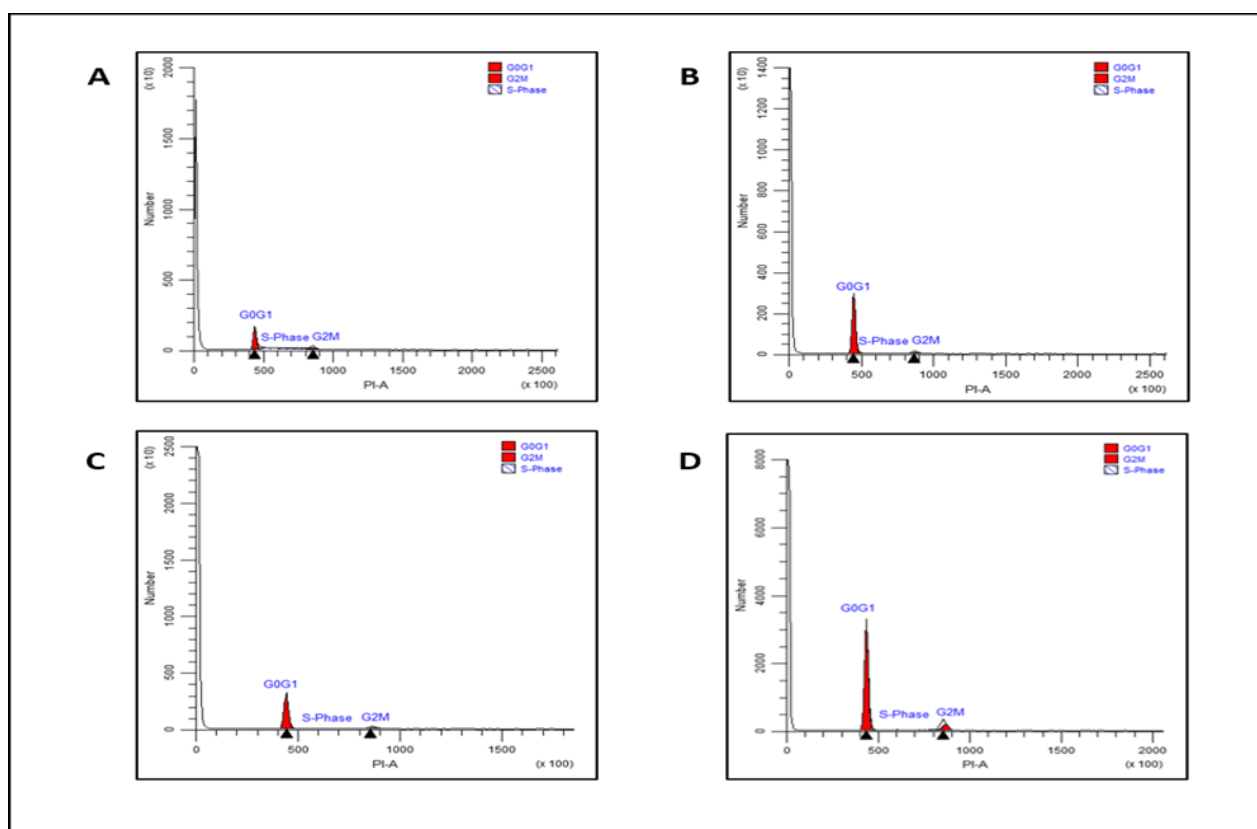 A
(x 10)
Number
2000
1500
1000
500
0
G0G1
G2M
S-Phase
G0G1
S-Phase G2M
0 500 1000 1500 2000 2500
PI-A
(x 100)
B
(x 10)
Number
1400
1200
1000
800
600
400
200
0
G0G1
G2M
S-Phase
G0G1
S-Phase G2M
0 500 1000 1500 2000 2500
PI-A
(x 100)
C
(x 10)
Number
2500
2000
1500
1000
500
0
G0G1
G2M
S-Phase
G0G1
S-Phase G2M
0 500 1000 1500
PI-A
(x 100)
D
Number
8000
6000
4000
2000
0
G0G1
G2M
S-Phase
G0G1
S-Phase G2M
0 500 1000 1500 2000
PI-A
(x 100)